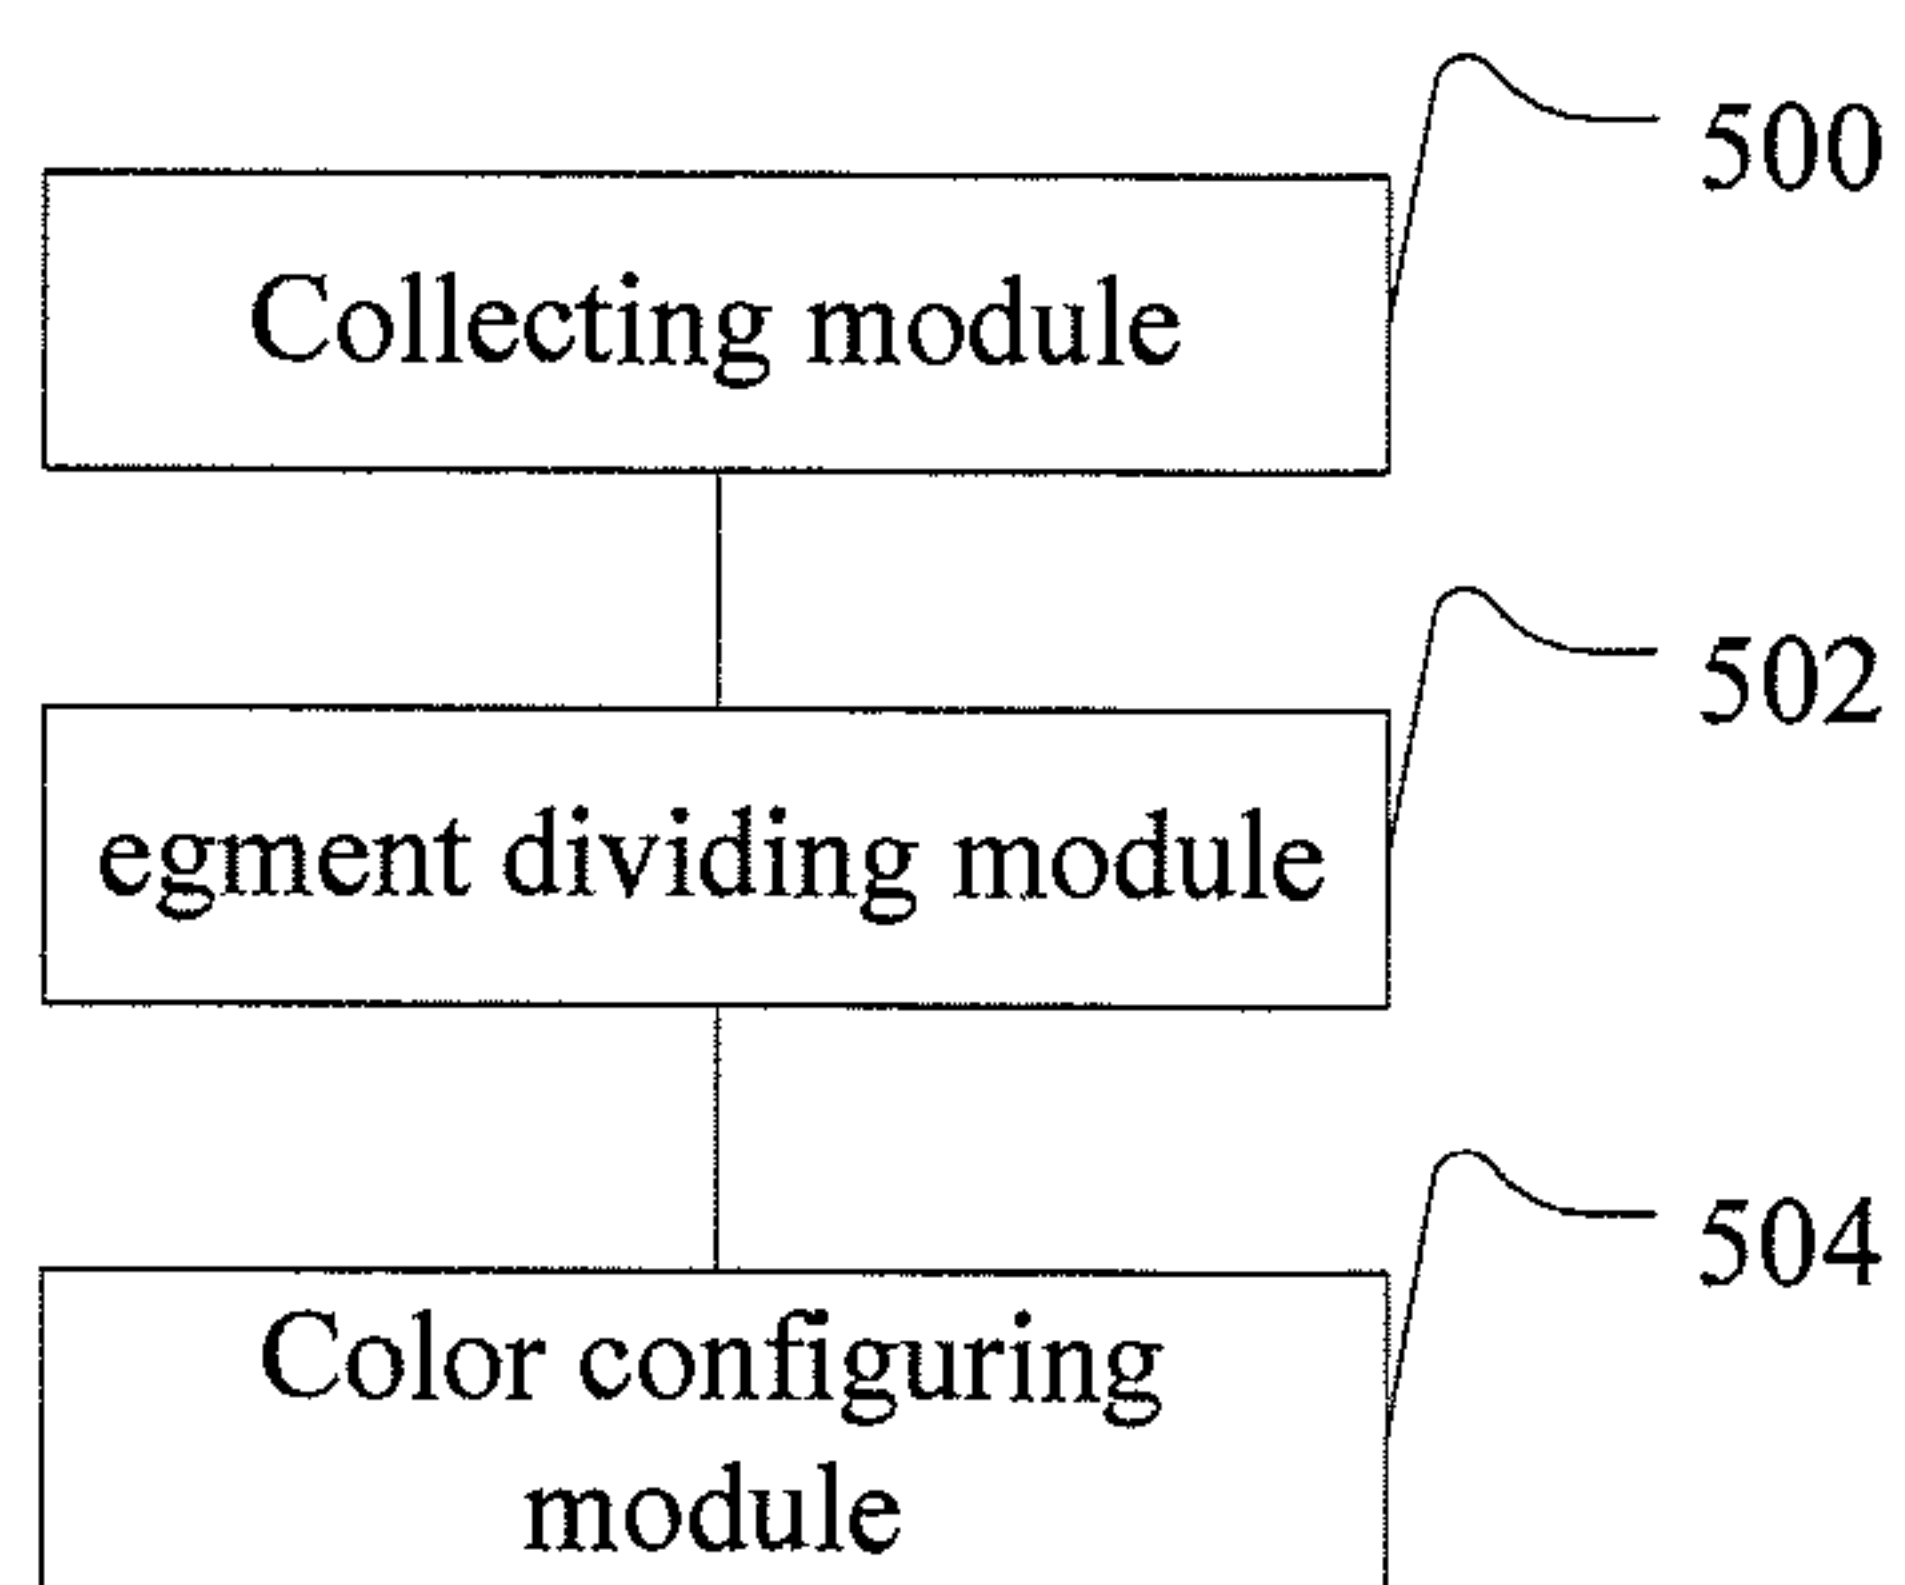 500
Collecting module
502
egment dividing module
504
Color configuring
module